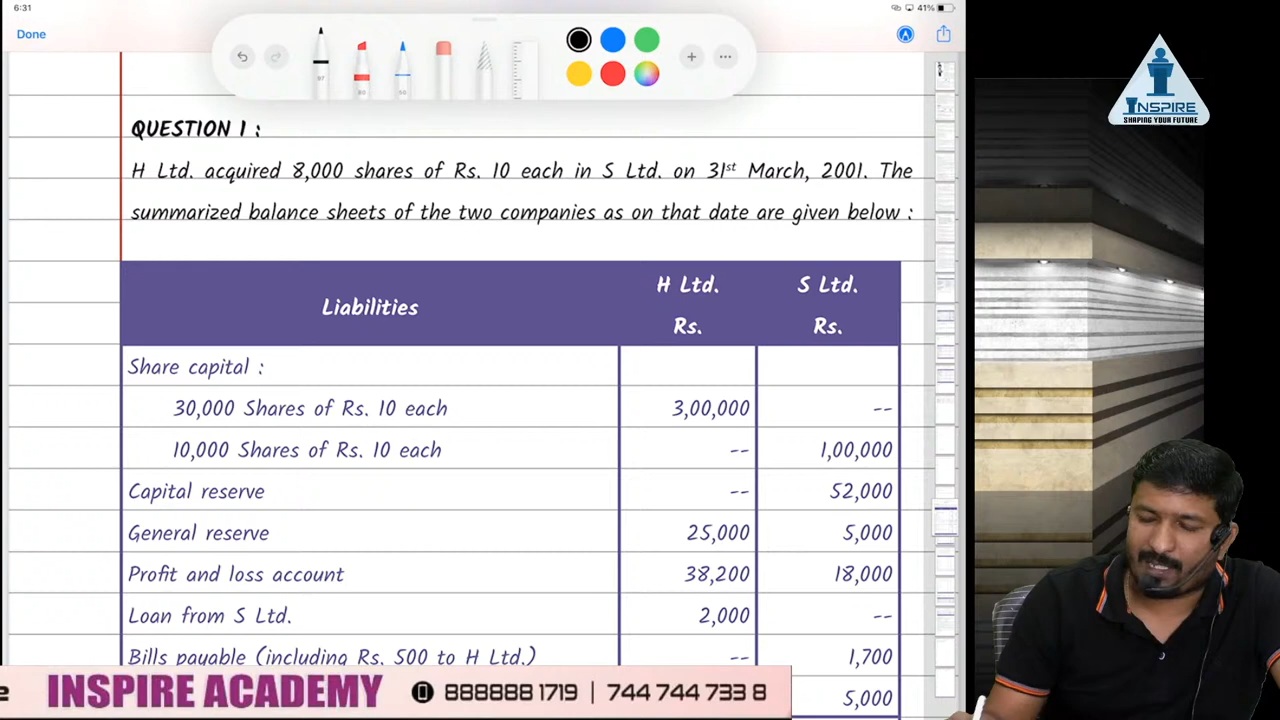 6:31
41%
Done
97
80
50
INSPIRE
SHAPING YOUR FUTURE
QUESTION 1 :
H Ltd. acquired 8,000 shares of Rs. 10 each in S Ltd. on 31st March, 2001. The
summarized balance sheets of the two companies as on that date are given below :
Liabilities H Ltd. Rs. S Ltd. Rs.
Share capital :
30,000 Shares of Rs. 10 each 3,00,000 --
10,000 Shares of Rs. 10 each -- 1,00,000
Capital reserve -- 52,000
General reserve 25,000 5,000
Profit and loss account 38,200 18,000
Loan from S Ltd. 2,000 --
Bills payable (including Rs. 500 to H Ltd.) -- 1,700
5,000
INSPIRE ACADEMY 888888 1719 | 744 744 733 8